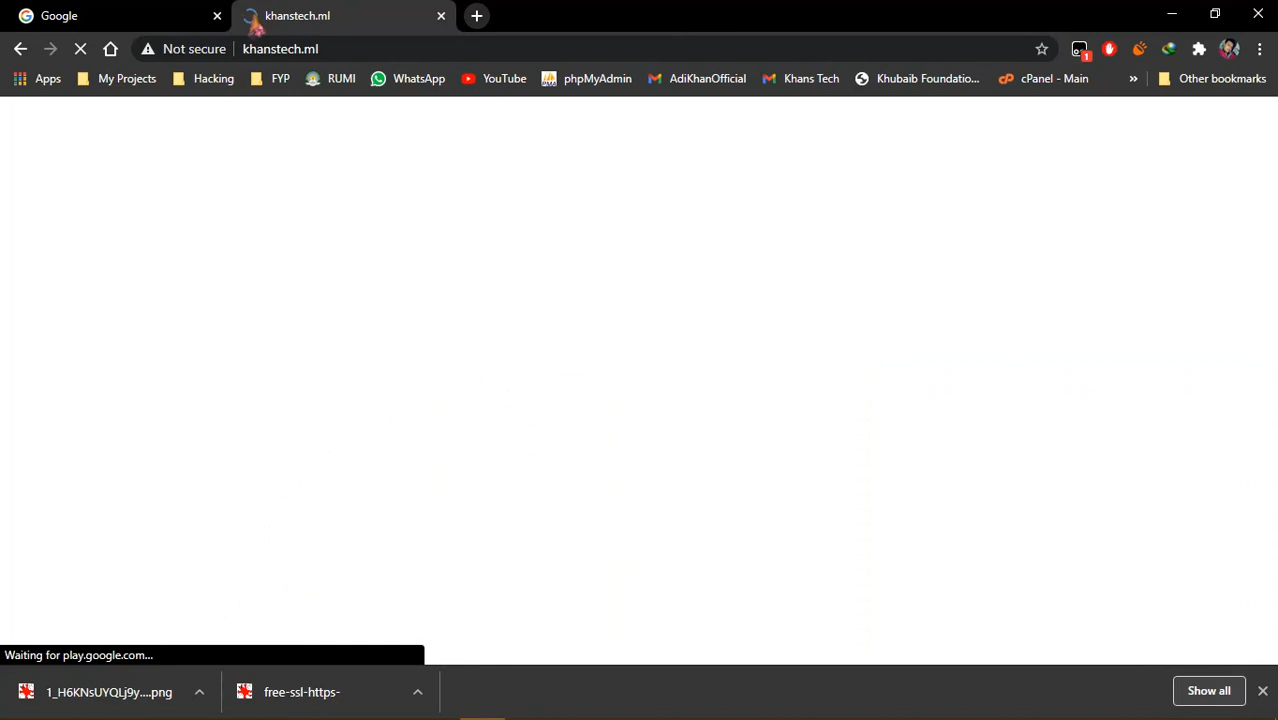 Google
khanstech.ml
Not secure
khanstech.ml
1
Apps
My Projects
Hacking
FYP
RUMI
WhatsApp
YouTube
phpMyAdmin
AdiKhanOfficial
Khans Tech
Khubaib Foundatio...
cPanel - Main
»
Other bookmarks
Waiting for play.google.com...
1_H6KNsUYQLj9y....png
free-ssl-https-
Show all